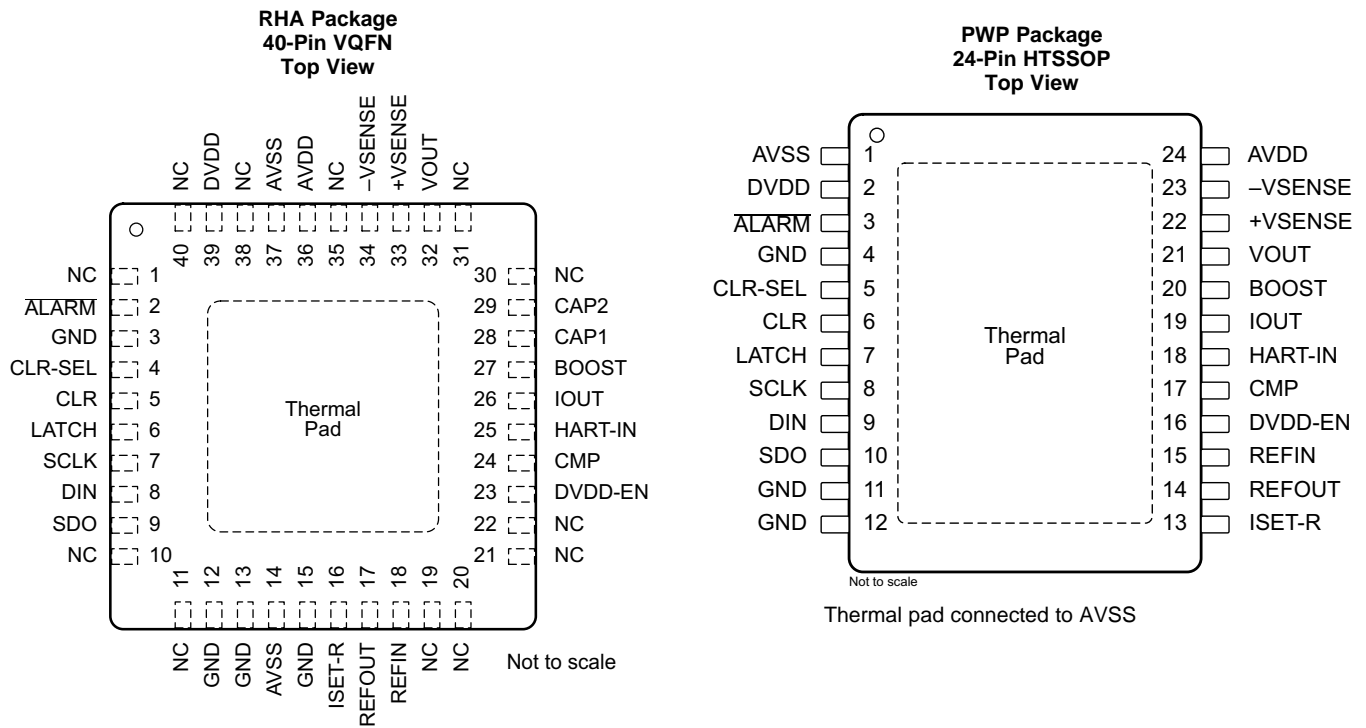 RHA Package
40-Pin VQFN
Top View
NC
DVDD
NC
AVSS
AVDD
NC
–VSENSE
+VSENSE
VOUT
NC
40
39
38
37
36
35
34
33
32
31
NC 1
ALARM 2
GND 3
CLR-SEL 4
CLR 5
LATCH 6
SCLK 7
DIN 8
SDO 9
NC 10
Thermal
Pad
30 NC
29 CAP2
28 CAP1
27 BOOST
26 IOUT
25 HART-IN
24 CMP
23 DVDD-EN
22 NC
21 NC
11
12
13
14
15
16
17
18
19
20
NC
GND
GND
AVSS
GND
ISET-R
REFOUT
REFIN
NC
NC
Not to scale
PWP Package
24-Pin HTSSOP
Top View
AVSS 1
DVDD 2
ALARM 3
GND 4
CLR-SEL 5
CLR 6
LATCH 7
SCLK 8
DIN 9
SDO 10
GND 11
GND 12
Thermal
Pad
24 AVDD
23 –VSENSE
22 +VSENSE
21 VOUT
20 BOOST
19 IOUT
18 HART-IN
17 CMP
16 DVDD-EN
15 REFIN
14 REFOUT
13 ISET-R
Not to scale
Thermal pad connected to AVSS